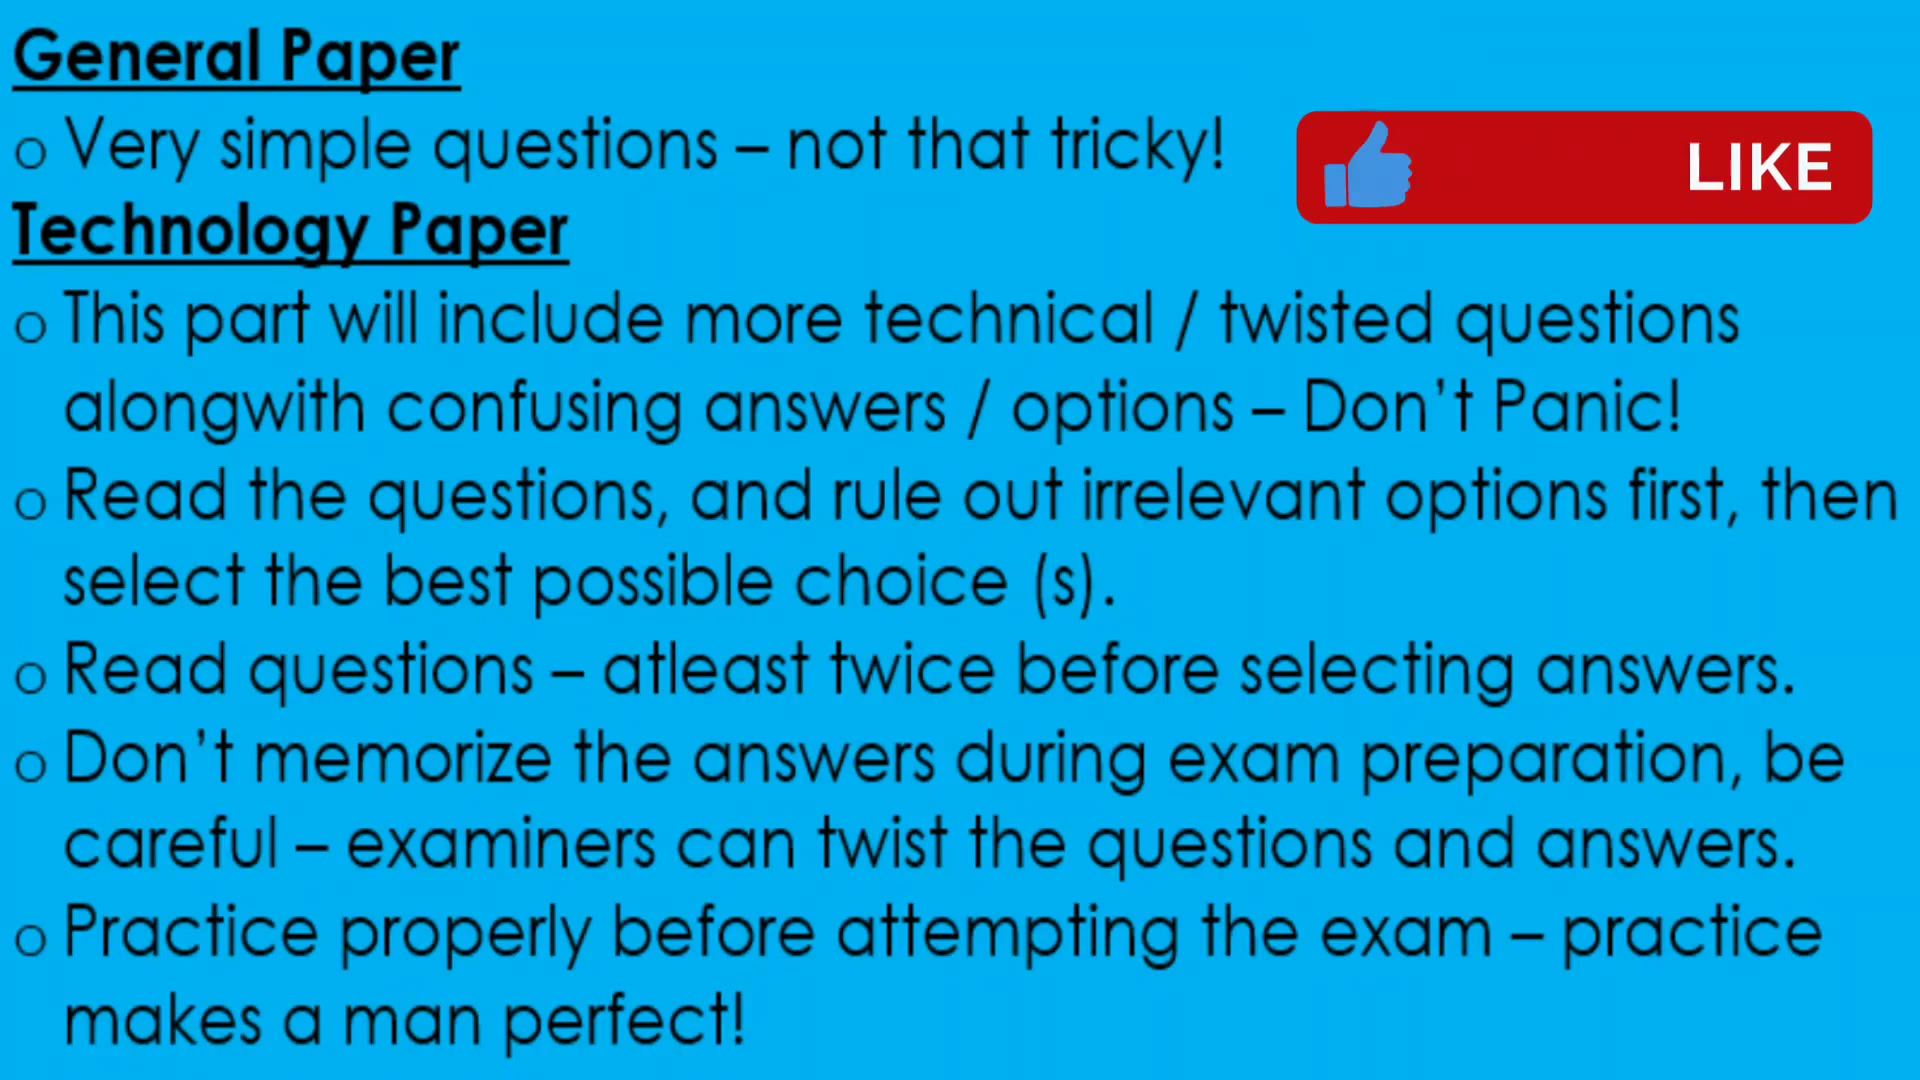 General Paper
o Very simple questions – not that tricky!
LIKE
Technology Paper
o This part will include more technical / twisted questions
alongwith confusing answers / options – Don't Panic!
o Read the questions, and rule out irrelevant options first, then
select the best possible choice (s).
o Read questions – atleast twice before selecting answers.
o Don't memorize the answers during exam preparation, be
careful – examiners can twist the questions and answers.
o Practice properly before attempting the exam – practice
makes a man perfect!